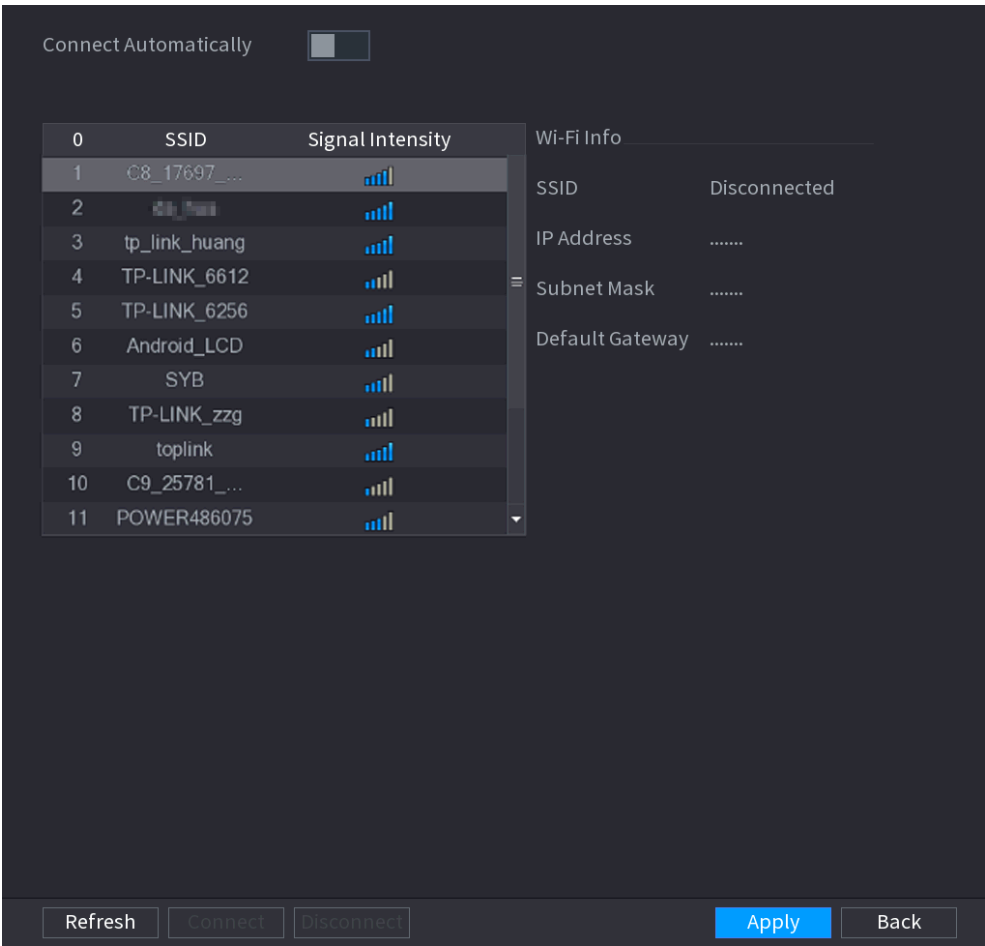 Connect Automatically
0 SSID Signal Intensity
1 C8_17697_...
2
3 tp_link_huang
4 TP-LINK_6612
5 TP-LINK_6256
6 Android_LCD
7 SYB
8 TP-LINK_zzg
9 toplink
10 C9_25781_...
11 POWER486075
Wi-Fi Info
SSID Disconnected
IP Address .......
Subnet Mask .......
Default Gateway .......
Refresh Connect Disconnect Apply Back